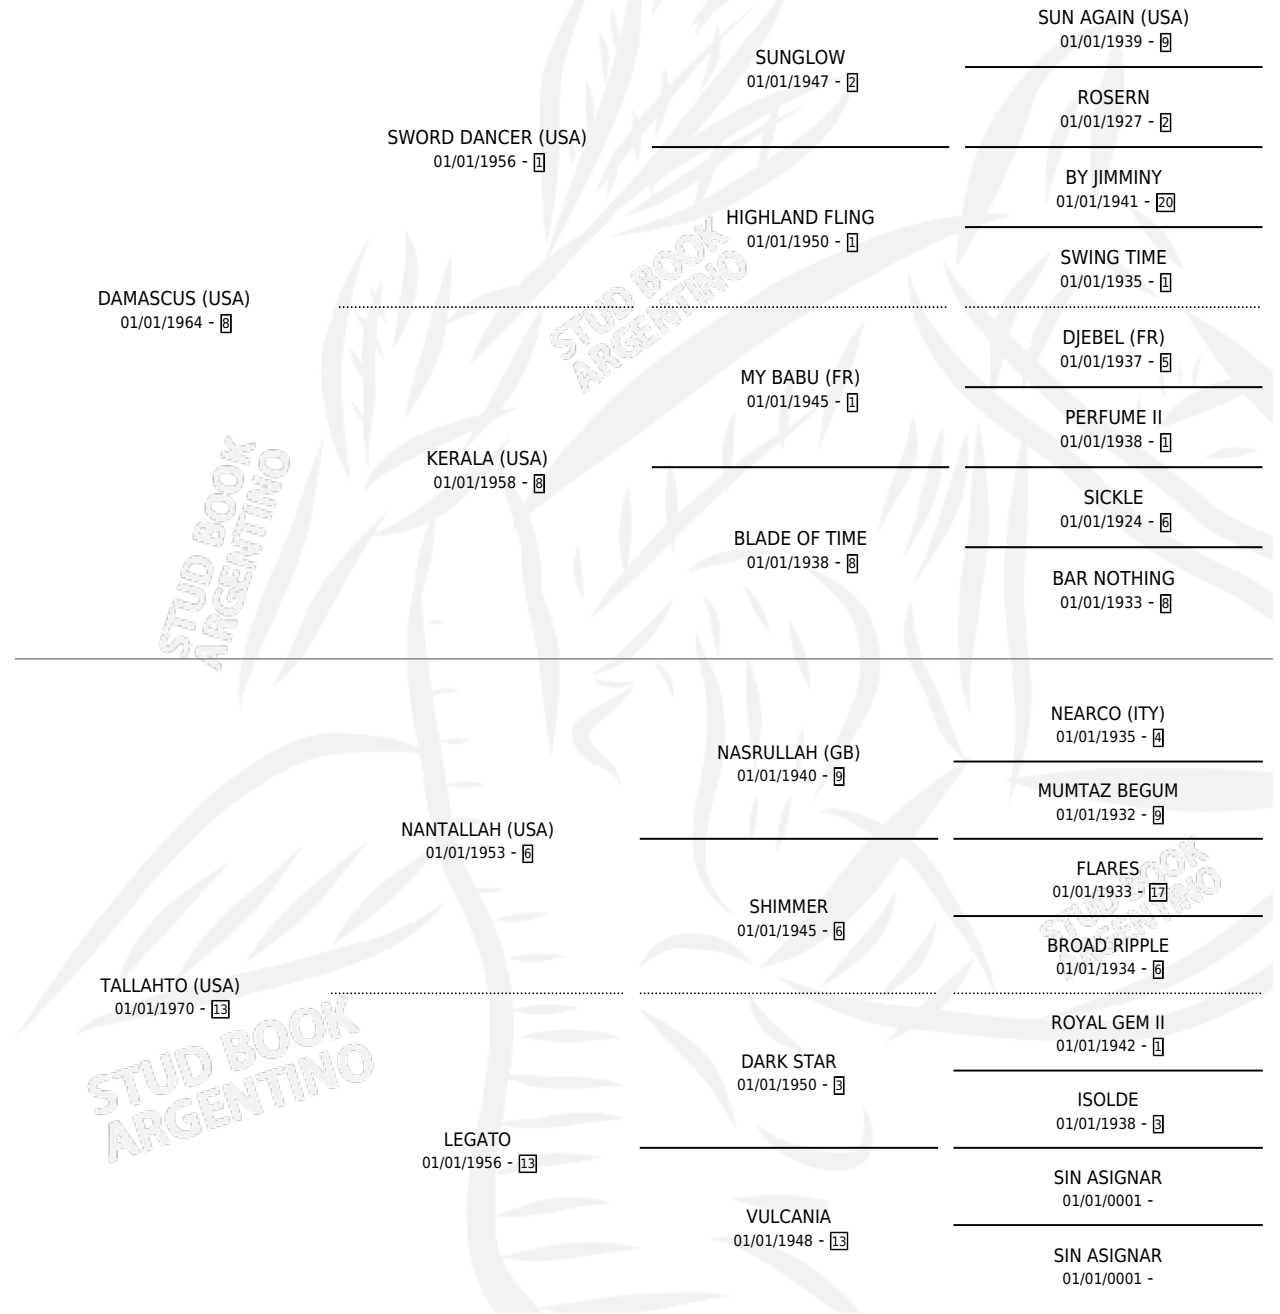 SUN AGAIN (USA)
01/01/1939 - 9
SUNGLOW
01/01/1947 - 2
ROSERN
01/01/1927 - 2
SWORD DANCER (USA)
01/01/1956 - 1
BY JIMMINY
01/01/1941 - 20
HIGHLAND FLING
01/01/1950 - 1
SWING TIME
01/01/1935 - 1
DAMASCUS (USA)
01/01/1964 - 8
STUD BOOK
ARGENTINO
DJEBEL (FR)
01/01/1937 - 5
MY BABU (FR)
01/01/1945 - 1
PERFUME II
01/01/1938 - 1
KERALA (USA)
01/01/1958 - 8
SICKLE
01/01/1924 - 6
BLADE OF TIME
01/01/1938 - 8
BAR NOTHING
01/01/1933 - 8
STUD BOOK
ARGENTINO
NEARCO (ITY)
01/01/1935 - 4
NASRULLAH (GB)
01/01/1940 - 9
MUMTAZ BEGUM
01/01/1932 - 9
NANTALLAH (USA)
01/01/1953 - 6
FLARES
01/01/1933 - 17
SHIMMER
01/01/1945 - 6
STUD BOOK
ARGENTINO
BROAD RIPPLE
01/01/1934 - 6
TALLAHTO (USA)
01/01/1970 - 13
STUD BOOK
ARGENTINO
ROYAL GEM II
01/01/1942 - 1
DARK STAR
01/01/1950 - 3
ISOLDE
01/01/1938 - 3
LEGATO
01/01/1956 - 13
SIN ASIGNAR
01/01/0001 -
VULCANIA
01/01/1948 - 13
SIN ASIGNAR
01/01/0001 -